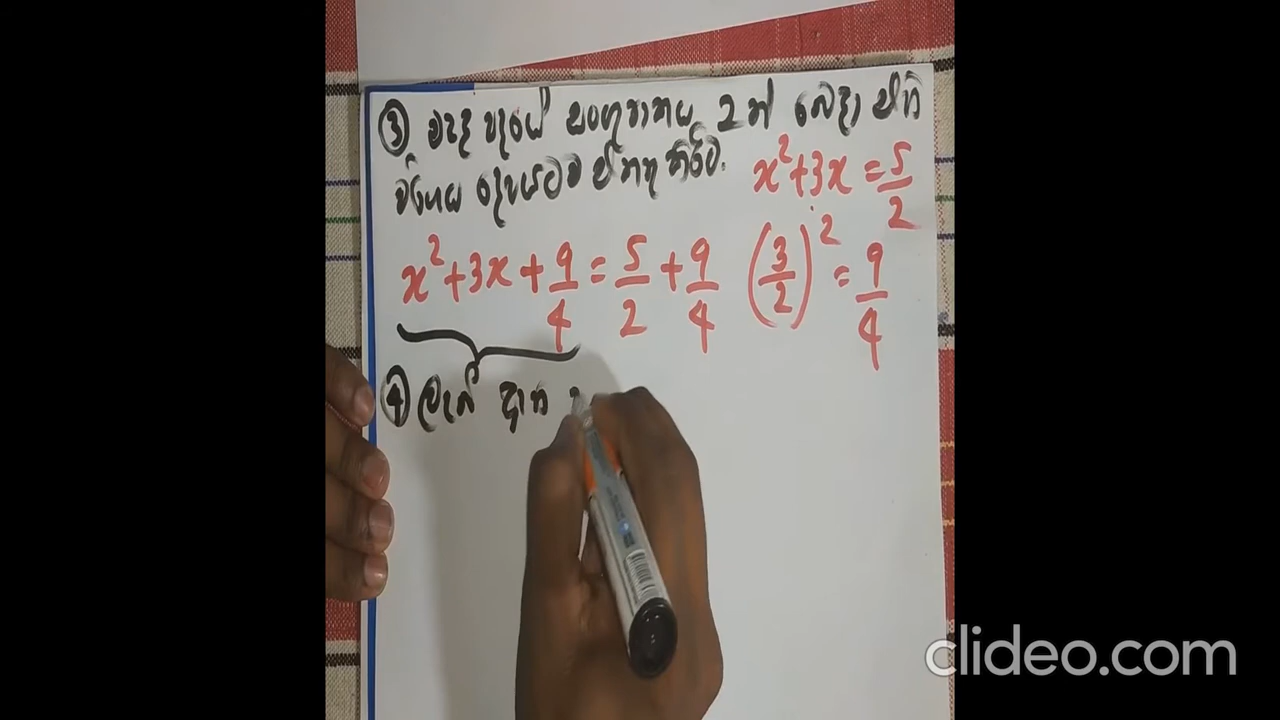 ③ මැද පදයේ සංගුණකය 2න් බෙදා එහි
වර්ගය දෙපසටම එකතු කිරීම.
x² + 3x = 5/2
x² + 3x + 9/4 = 5/2 + 9/4 (3/2)² = 9/4
④ වැනි දාන
clideo.com